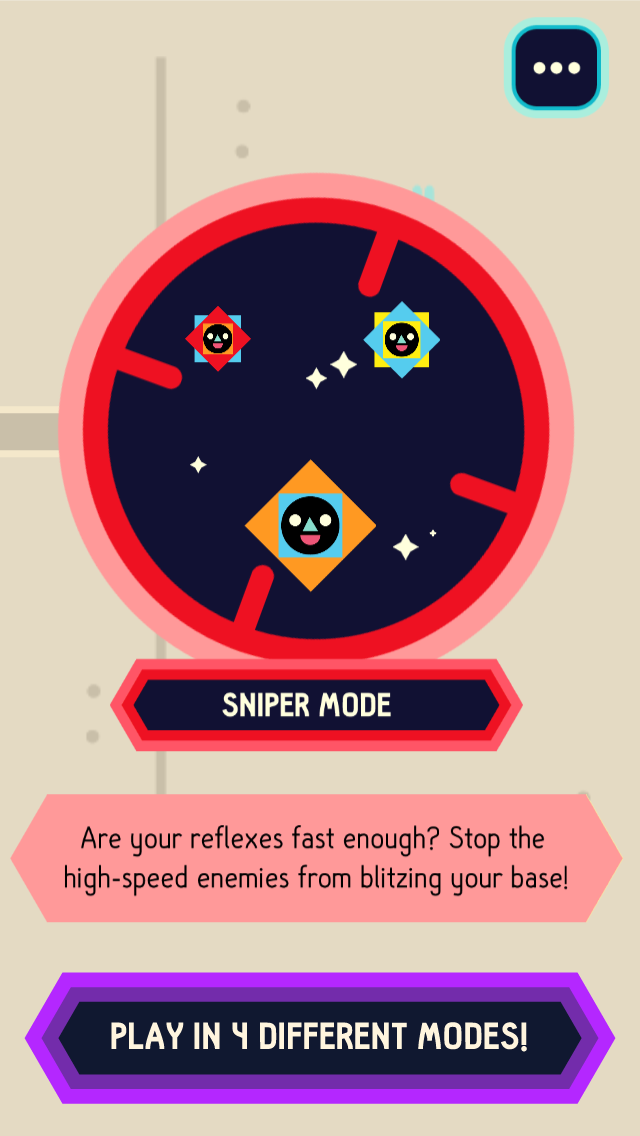 SNIPER MODE
Are your reflexes fast enough? Stop the
high-speed enemies from blitzing your base!
PLAY IN 4 DIFFERENT MODES!